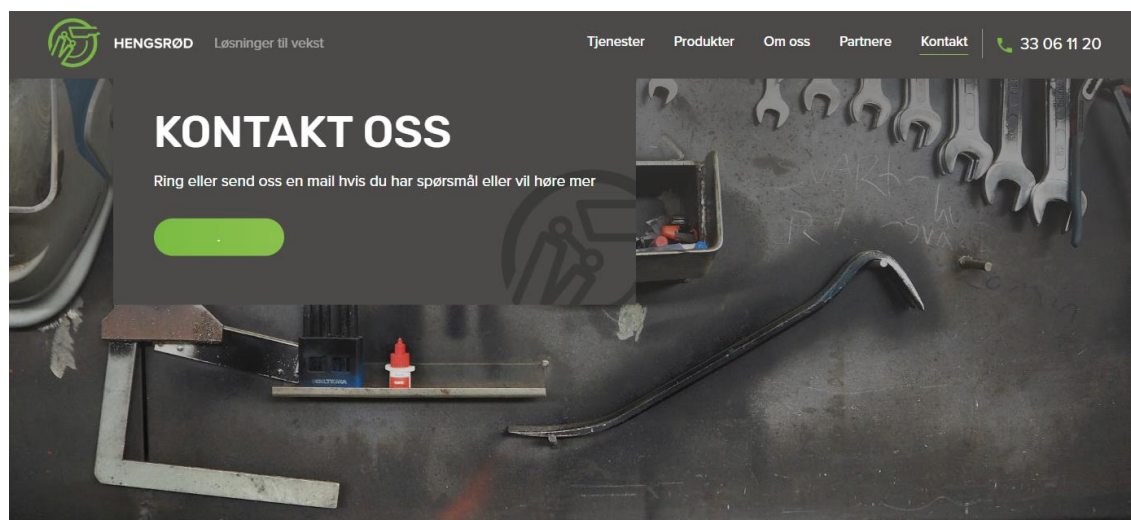 HENGSRØD Løsninger til vekst Tjenester Produkter Om oss Partnere Kontakt 33 06 11 20
KONTAKT OSS
Ring eller send oss en mail hvis du har spørsmål eller vil høre mer
.